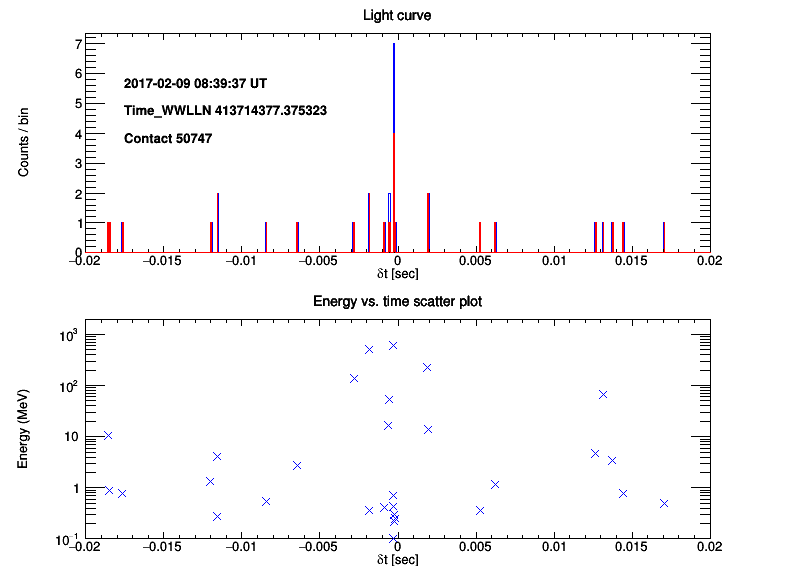 Light curve
Counts / bin
7
6
5
4
3
2
1
0
2017-02-09 08:39:37 UT
Time_WWLLN 413714377.375323
Contact 50747
−0.02 −0.015 −0.01 −0.005 0 0.005 0.01 0.015 0.02
δt [sec]
Energy vs. time scatter plot
Energy (MeV)
10³
10²
10
1
10⁻¹
−0.02 −0.015 −0.01 −0.005 0 0.005 0.01 0.015 0.02
δt [sec]